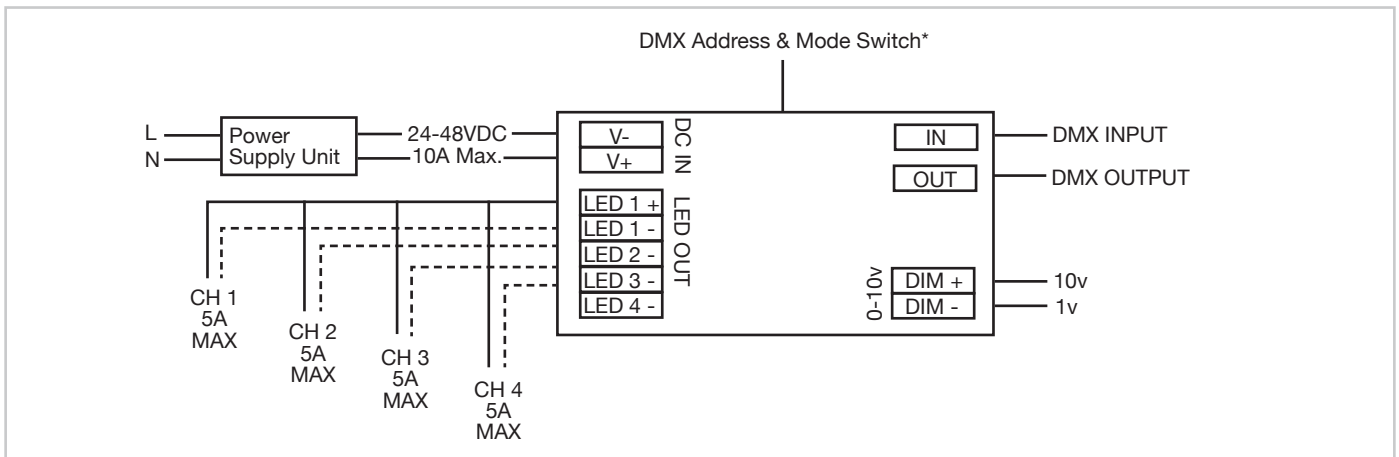 DMX Address & Mode Switch*
L
N
Power
Supply Unit
24-48VDC
10A Max.
V-
V+
DC IN
LED 1 +
LED 1 -
LED 2 -
LED 3 -
LED 4 -
LED OUT
IN
DMX INPUT
OUT
DMX OUTPUT
0-10v
DIM +
10v
DIM -
1v
CH 1
5A
MAX
CH 2
5A
MAX
CH 3
5A
MAX
CH 4
5A
MAX